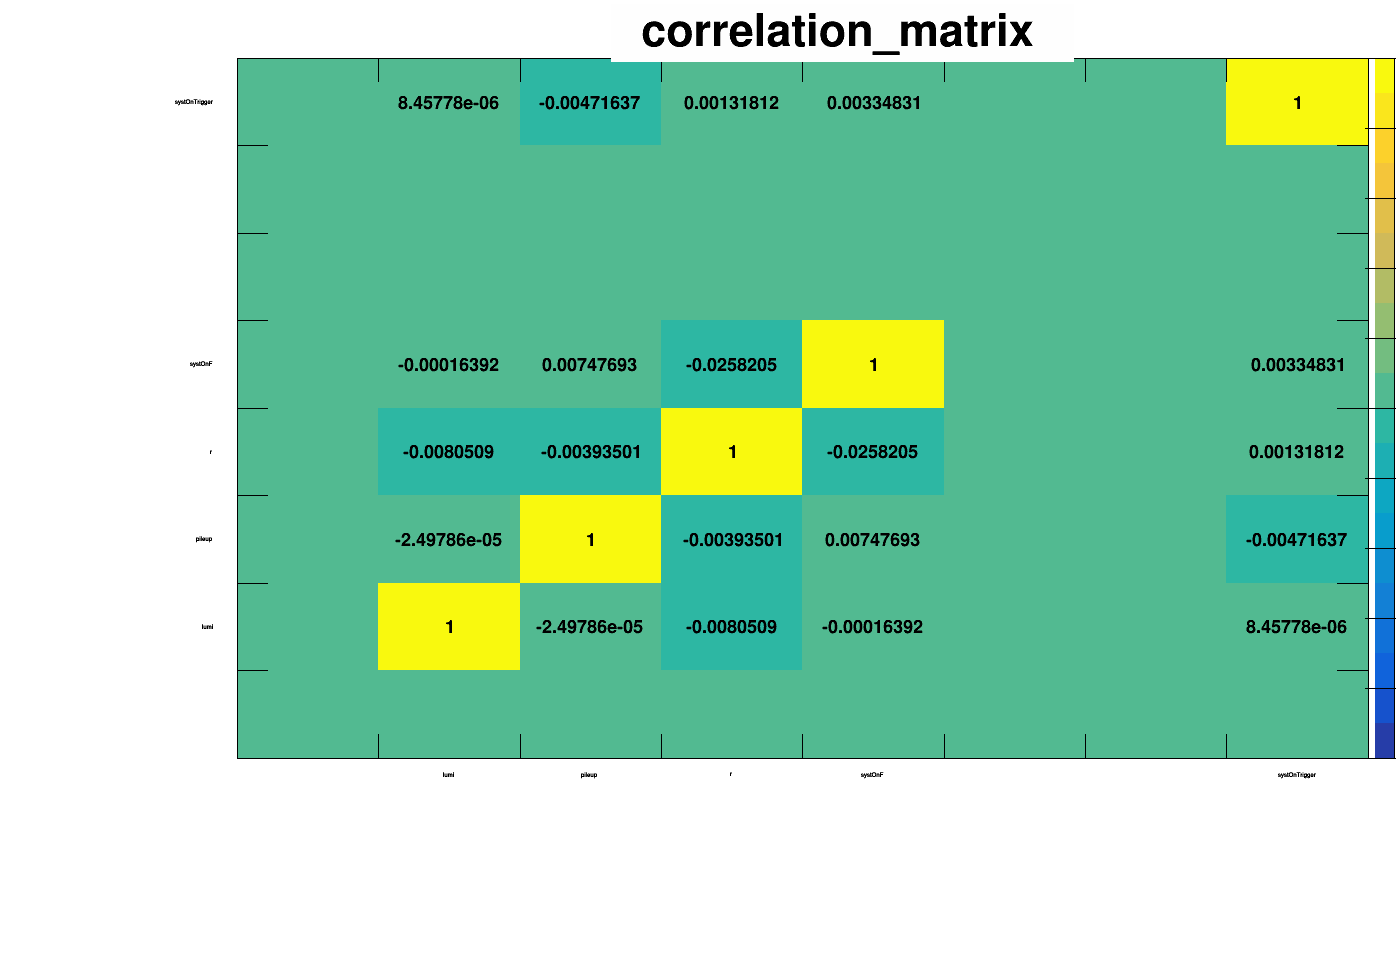 correlation_matrix
systOnTrigger 8.45778e-06 -0.00471637 0.00131812 0.00334831 1
systOnF -0.00016392 0.00747693 -0.0258205 1 0.00334831
r -0.0080509 -0.00393501 1 -0.0258205 0.00131812
pileup -2.49786e-05 1 -0.00393501 0.00747693 -0.00471637
lumi 1 -2.49786e-05 -0.0080509 -0.00016392 8.45778e-06
lumi pileup r systOnF systOnTrigger